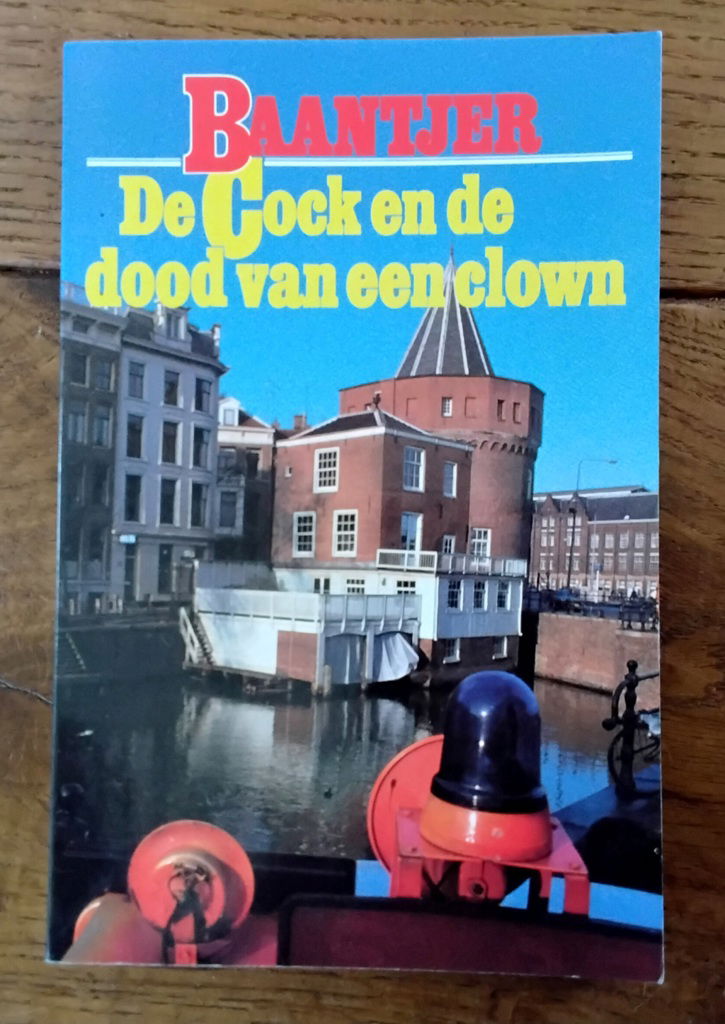 BAANTJER
De Cock en de
dood van een clown